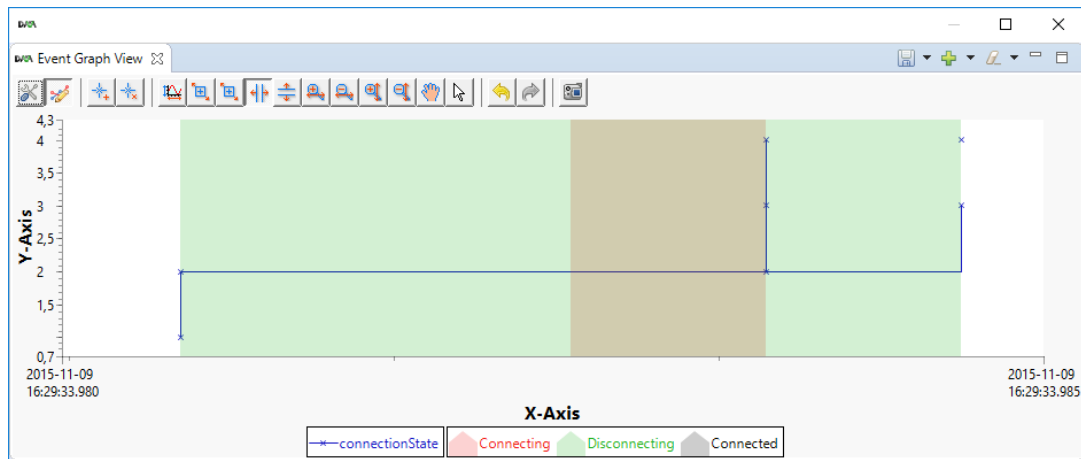 Event Graph View
4,3
4
3,5
3
2,5
2
1,5
0,7
Y-Axis
2015-11-09
16:29:33.980
2015-11-09
16:29:33.985
X-Axis
connectionState
Connecting
Disconnecting
Connected